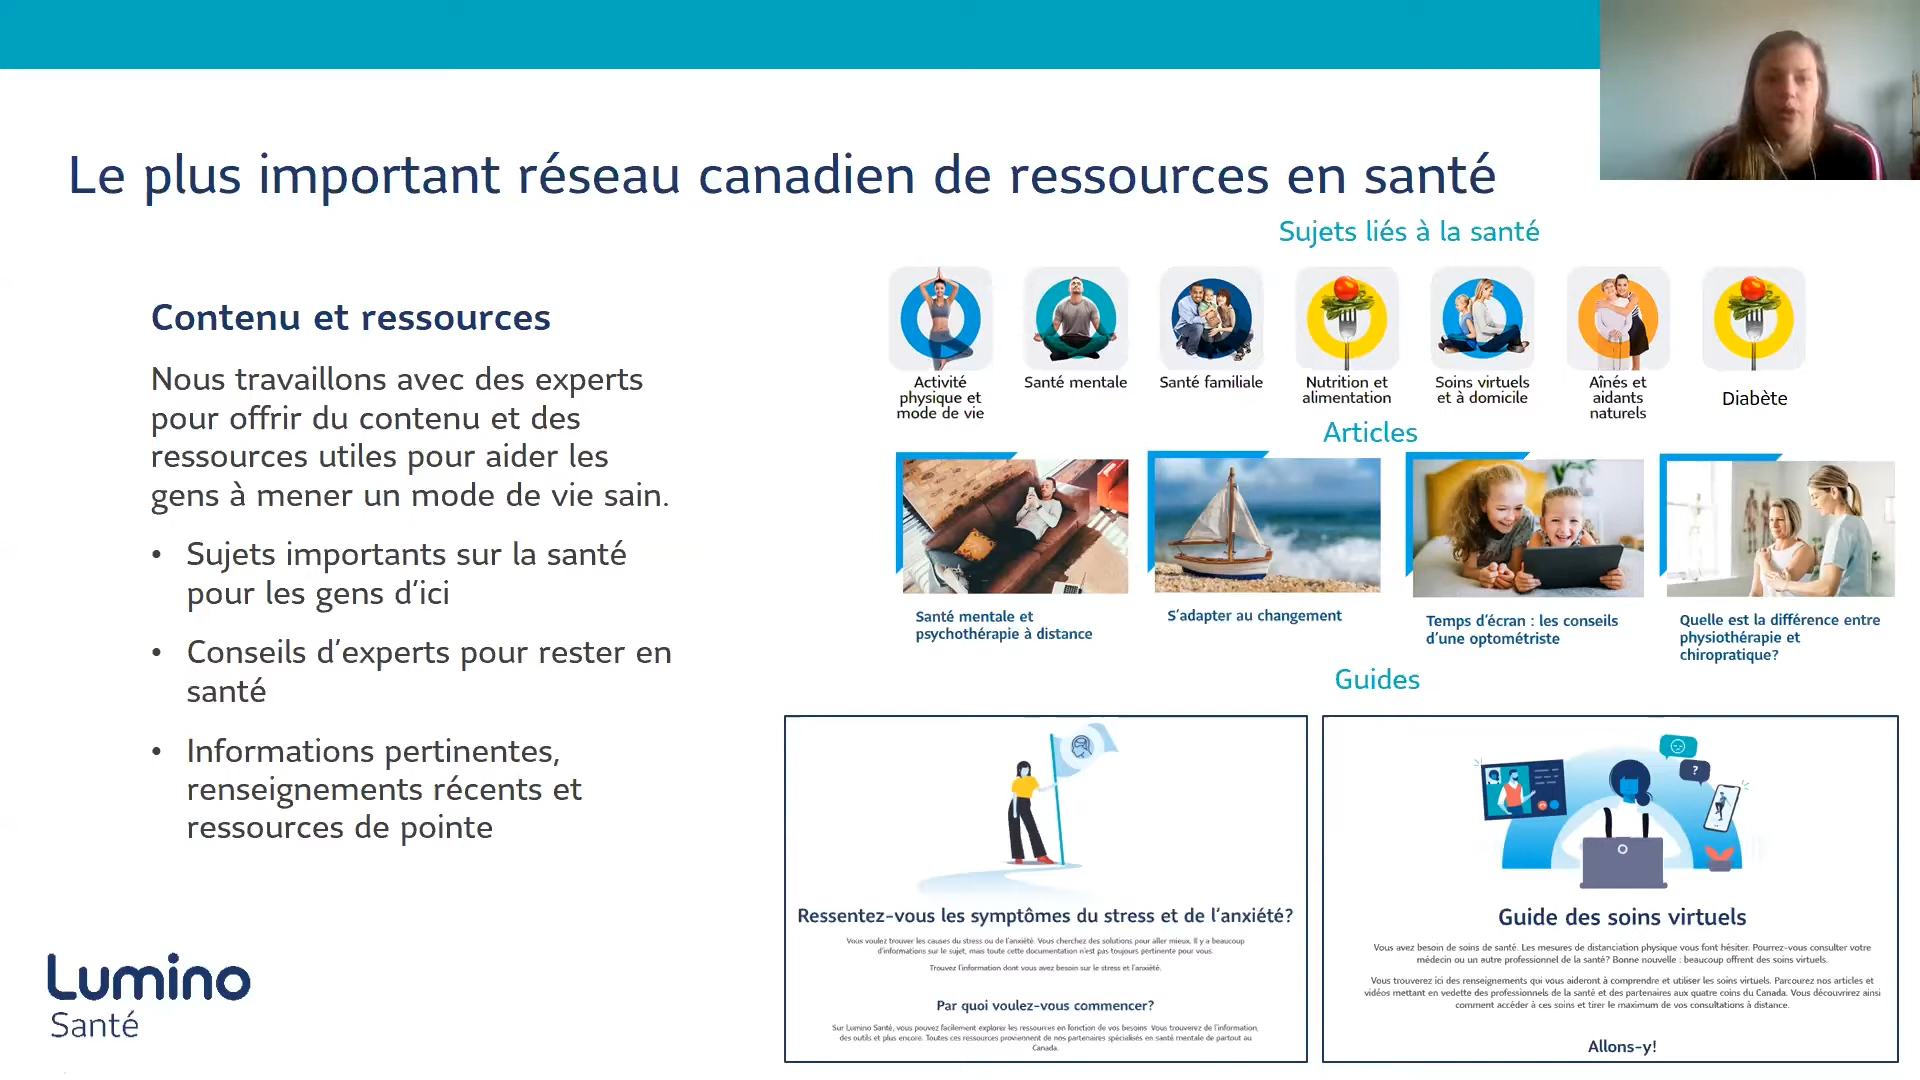 Le plus important réseau canadien de ressources en santé
Contenu et ressources
Nous travaillons avec des experts
pour offrir du contenu et des
ressources utiles pour aider les
gens à mener un mode de vie sain.
• Sujets importants sur la santé
pour les gens d'ici
• Conseils d'experts pour rester en
santé
• Informations pertinentes,
renseignements récents et
ressources de pointe
Lumino
Santé
Sujets liés à la santé
Activité
physique et
mode de vie
Santé mentale
Santé familiale
Nutrition et
alimentation
Soins virtuels
et à domicile
Aînés et
aidants
naturels
Diabète
Articles
Santé mentale et
psychothérapie à distance
S'adapter au changement
Temps d'écran : les conseils
d'une optométriste
Quelle est la différence entre
physiothérapie et
chiropratique?
Guides
Ressentez-vous les symptômes du stress et de l'anxiété?
Vous voulez trouver les causes du stress ou de l'anxiété. Vous cherchez des solutions pour aller mieux. Il y a beaucoup
d'informations sur le sujet, mais toute cette documentation n'est pas toujours pertinente pour vous.
Trouvez l'information dont vous avez besoin sur le stress et l'anxiété.
Par quoi voulez-vous commencer?
Sur Lumino Santé, vous pouvez facilement explorer les ressources en fonction de vos besoins. Vous trouverez de l'information,
des outils et plus encore. Toutes ces ressources proviennent de nos partenaires spécialisés en santé mentale de partout au
Canada.
?
Guide des soins virtuels
Vous avez besoin de soins de santé. Les mesures de distanciation physique vous font hésiter. Pourrez-vous consulter votre
médecin ou un autre professionnel de la santé? Bonne nouvelle : beaucoup offrent des soins virtuels.
Vous trouverez ici des renseignements qui vous aideront à comprendre et utiliser les soins virtuels. Parcourez nos articles et
vidéos mettant en vedette des professionnels de la santé et des partenaires aux quatre coins du Canada. Vous découvrirez ainsi
comment accéder à ces soins et tirer le maximum de vos consultations à distance.
Allons-y!